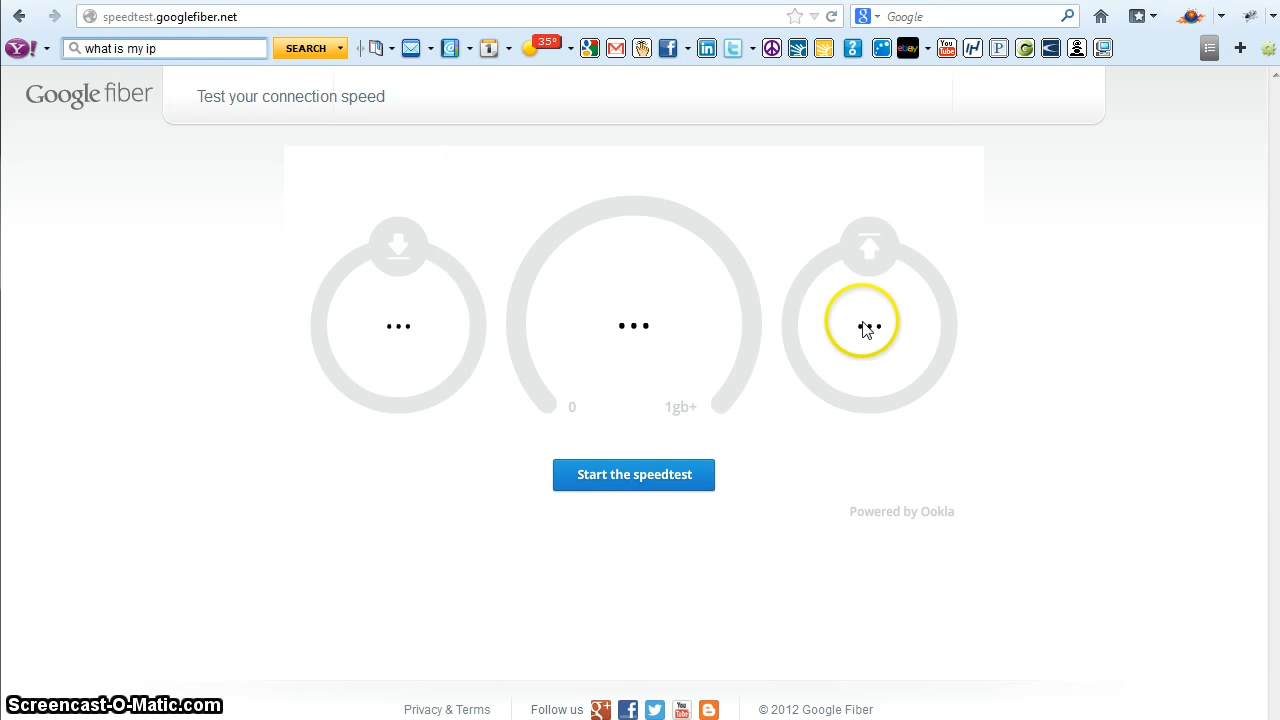 speedtest.googlefiber.net
Google
Y!
what is my ip
SEARCH
35°
Google fiber
Test your connection speed
...
...
...
0
1gb+
Start the speedtest
Powered by Ookla
Privacy & Terms
Follow us
© 2012 Google Fiber
Screencast-O-Matic.com